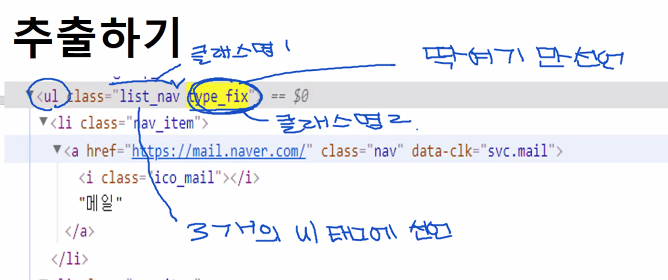 추출하기
클래스명 1
딱 여기 만 선언
▼<ul class="list_nav type_fix"> == $0
클래스명 2.
▼<li class="nav_item">
▼<a href="https://mail.naver.com/" class="nav" data-clk="svc.mail">
<i class="ico_mail"></i>
"메일"
3개의 ul 태그에 선언
</a>
</li>